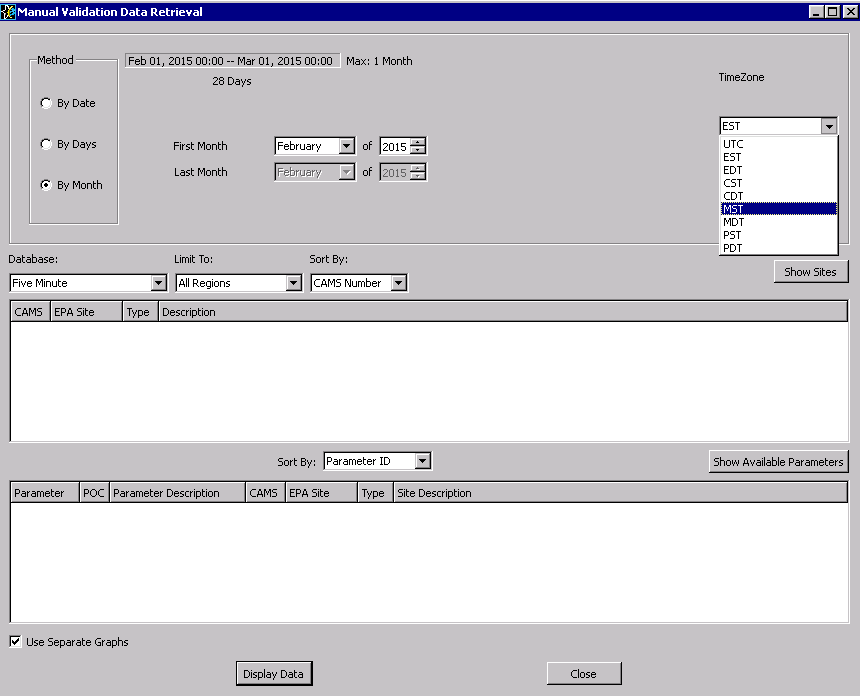 Manual Validation Data Retrieval
Method
Feb 01, 2015 00:00 -- Mar 01, 2015 00:00 Max: 1 Month
28 Days
TimeZone
By Date
By Days
By Month
First Month February of 2015
Last Month February of 2015
EST
UTC
EST
EDT
CST
CDT
MST
MDT
PST
PDT
Database: Limit To: Sort By:
Five Minute All Regions CAMS Number
Show Sites
CAMS EPA Site Type Description
Sort By: Parameter ID Show Available Parameters
Parameter POC Parameter Description CAMS EPA Site Type Site Description
Use Separate Graphs
Display Data Close